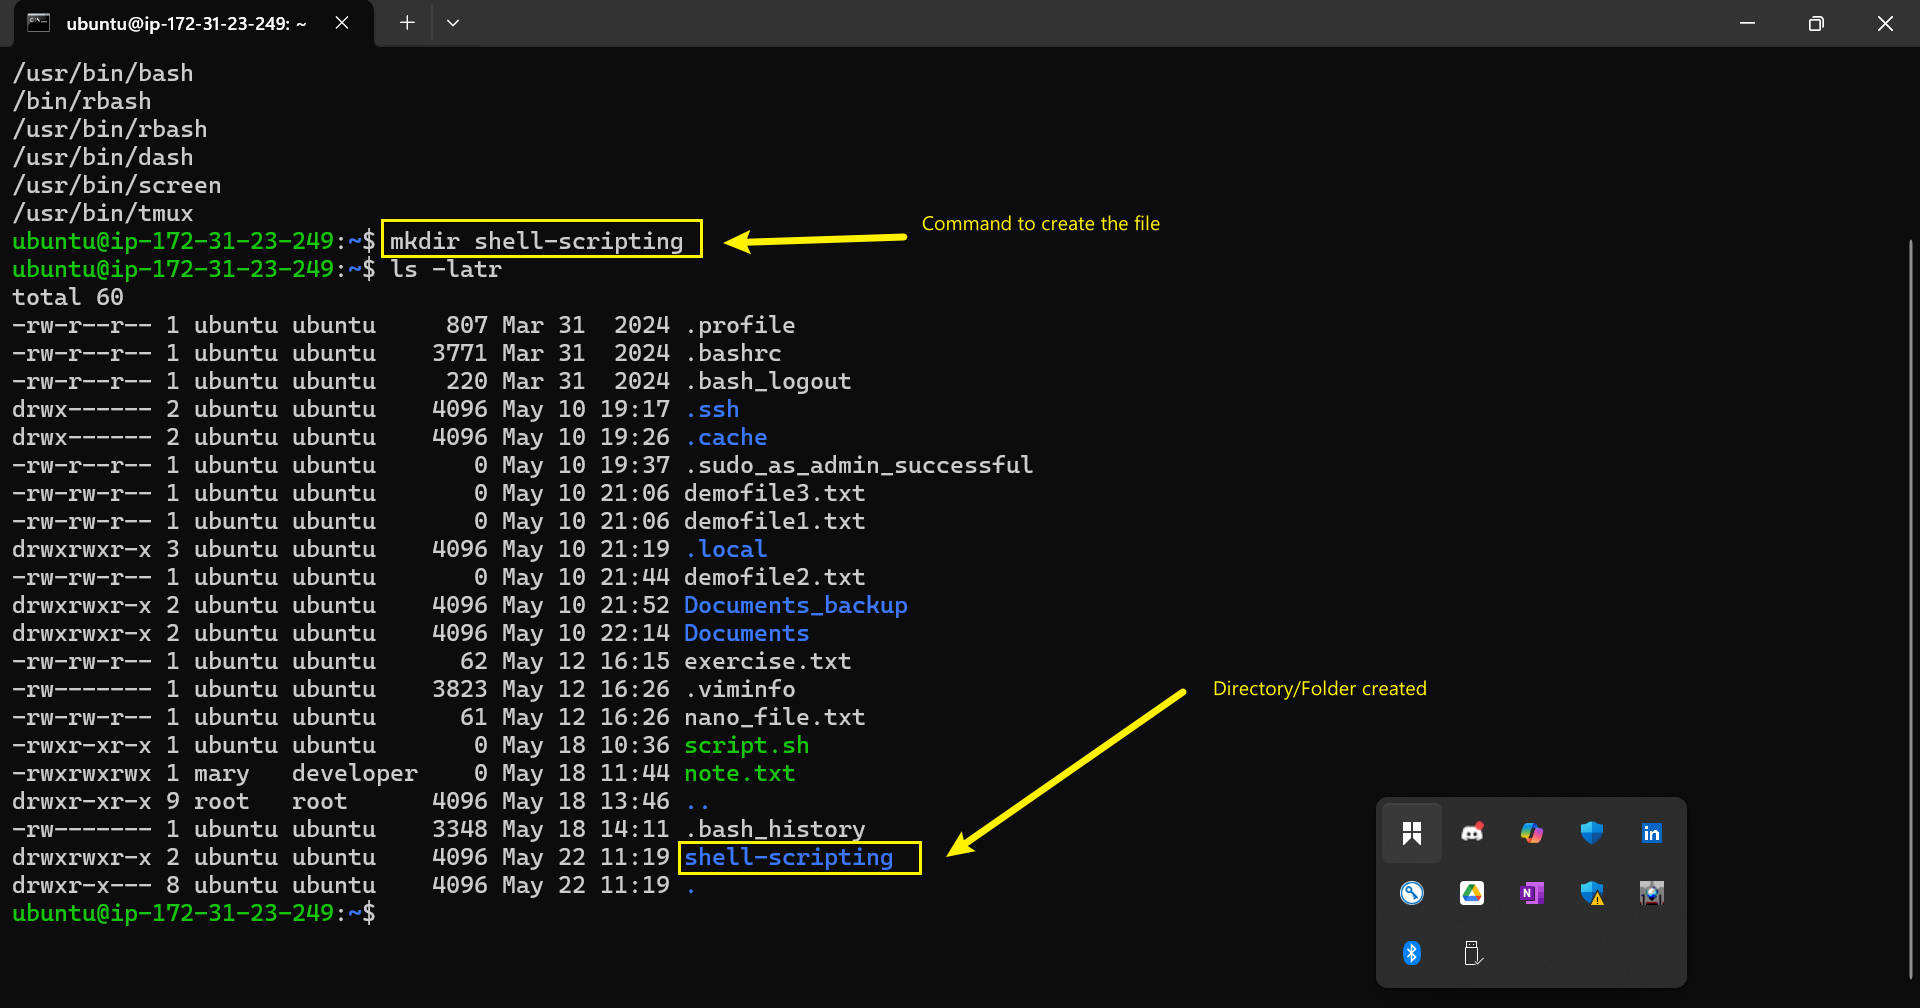 ubuntu@ip-172-31-23-249: ~
/usr/bin/bash
/bin/rbash
/usr/bin/rbash
/usr/bin/dash
/usr/bin/screen
/usr/bin/tmux
ubuntu@ip-172-31-23-249:~$ mkdir shell-scripting
Command to create the file
ubuntu@ip-172-31-23-249:~$ ls -latr
total 60
-rw-r--r-- 1 ubuntu ubuntu     807 Mar 31  2024 .profile
-rw-r--r-- 1 ubuntu ubuntu    3771 Mar 31  2024 .bashrc
-rw-r--r-- 1 ubuntu ubuntu     220 Mar 31  2024 .bash_logout
drwx------ 2 ubuntu ubuntu    4096 May 10 19:17 .ssh
drwx------ 2 ubuntu ubuntu    4096 May 10 19:26 .cache
-rw-r--r-- 1 ubuntu ubuntu       0 May 10 19:37 .sudo_as_admin_successful
-rw-rw-r-- 1 ubuntu ubuntu       0 May 10 21:06 demofile3.txt
-rw-rw-r-- 1 ubuntu ubuntu       0 May 10 21:06 demofile1.txt
drwxrwxr-x 3 ubuntu ubuntu    4096 May 10 21:19 .local
-rw-rw-r-- 1 ubuntu ubuntu       0 May 10 21:44 demofile2.txt
drwxrwxr-x 2 ubuntu ubuntu    4096 May 10 21:52 Documents_backup
drwxrwxr-x 2 ubuntu ubuntu    4096 May 10 22:14 Documents
-rw-rw-r-- 1 ubuntu ubuntu      62 May 12 16:15 exercise.txt
-rw------- 1 ubuntu ubuntu    3823 May 12 16:26 .viminfo
Directory/Folder created
-rw-rw-r-- 1 ubuntu ubuntu      61 May 12 16:26 nano_file.txt
-rwxr-xr-x 1 ubuntu ubuntu       0 May 18 10:36 script.sh
-rwxrwxrwx 1 mary   developer    0 May 18 11:44 note.txt
drwxr-xr-x 9 root   root      4096 May 18 13:46 ..
-rw------- 1 ubuntu ubuntu    3348 May 18 14:11 .bash_history
drwxrwxr-x 2 ubuntu ubuntu    4096 May 22 11:19 shell-scripting
drwxr-x--- 8 ubuntu ubuntu    4096 May 22 11:19 .
ubuntu@ip-172-31-23-249:~$
in
N